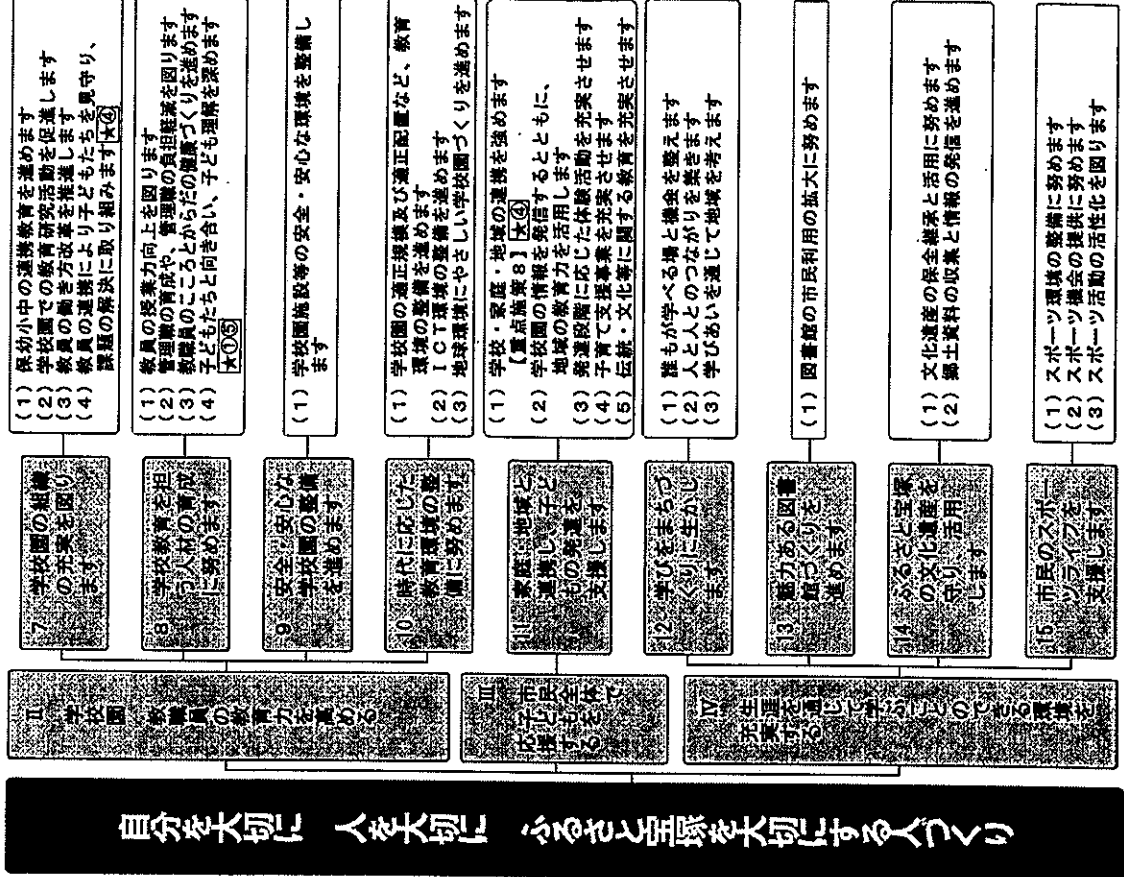 自分を大切に 人を大切に ふるさと宝塚を大切にする人づくり
Ⅱ 学校園・教職員の教育力を高める
7 学校園の組織
の充実を図り
ます
(1) 保幼小中の連携教育を進めます
(2) 学校園での教育研究活動を促進します
(3) 教員の働き方改革を推進します
(4) 教員の連携により子どもたちを見守り、
課題の解決に取り組みます ★④
8 学校教育を担
う人材の育成
に努めます
(1) 教員の授業力向上を図ります
(2) 管理職の育成や、管理職の負担軽減を図ります
(3) 教職員のこころとからだの健康づくりを進めます
(4) 子どもたちと向き合い、子ども理解を深めます
★①⑤
9 安全・安心な
学校園の整備
を進めます
(1) 学校園施設等の安全・安心な環境を整備し
ます
10 時代に応じた
教育環境の整
備に努めます
(1) 学校園の適正規模及び適正配置など、教育
環境の整備を進めます
(2) ICT環境の整備を進めます
(3) 地球環境にやさしい学校園づくりを進めます
Ⅲ 市民全体で
子どもを
応援する
11 家庭・地域と
連携し、子ど
もの発達を
支援します
(1) 学校・家庭・地域の連携を強めます
【重点施策8】 ★④
(2) 学校園の情報を発信するとともに、
地域の教育力を活用します
(3) 発達段階に応じた体験活動を充実させます
(4) 子育て支援事業を充実させます
(5) 伝統・文化等に関する教育を充実させます
Ⅳ 生涯を通じて学ぶことのできる環境を
充実する
12 学びをまちづ
くりに生かし
ます
(1) 誰もが学べる場と機会を整えます
(2) 人と人とのつながりを築きます
(3) 学びあいを通じて地域を考えます
13 魅力ある図書
館づくりを
進めます
(1) 図書館の市民利用の拡大に努めます
14 ふるさと宝塚
の文化遺産を
守り、活用
します
(1) 文化遺産の保全継承と活用に努めます
(2) 郷土資料の収集と情報の発信を進めます
15 市民のスポー
ツライフを
支援します
(1) スポーツ環境の整備に努めます
(2) スポーツ機会の提供に努めます
(3) スポーツ活動の活性化を図ります